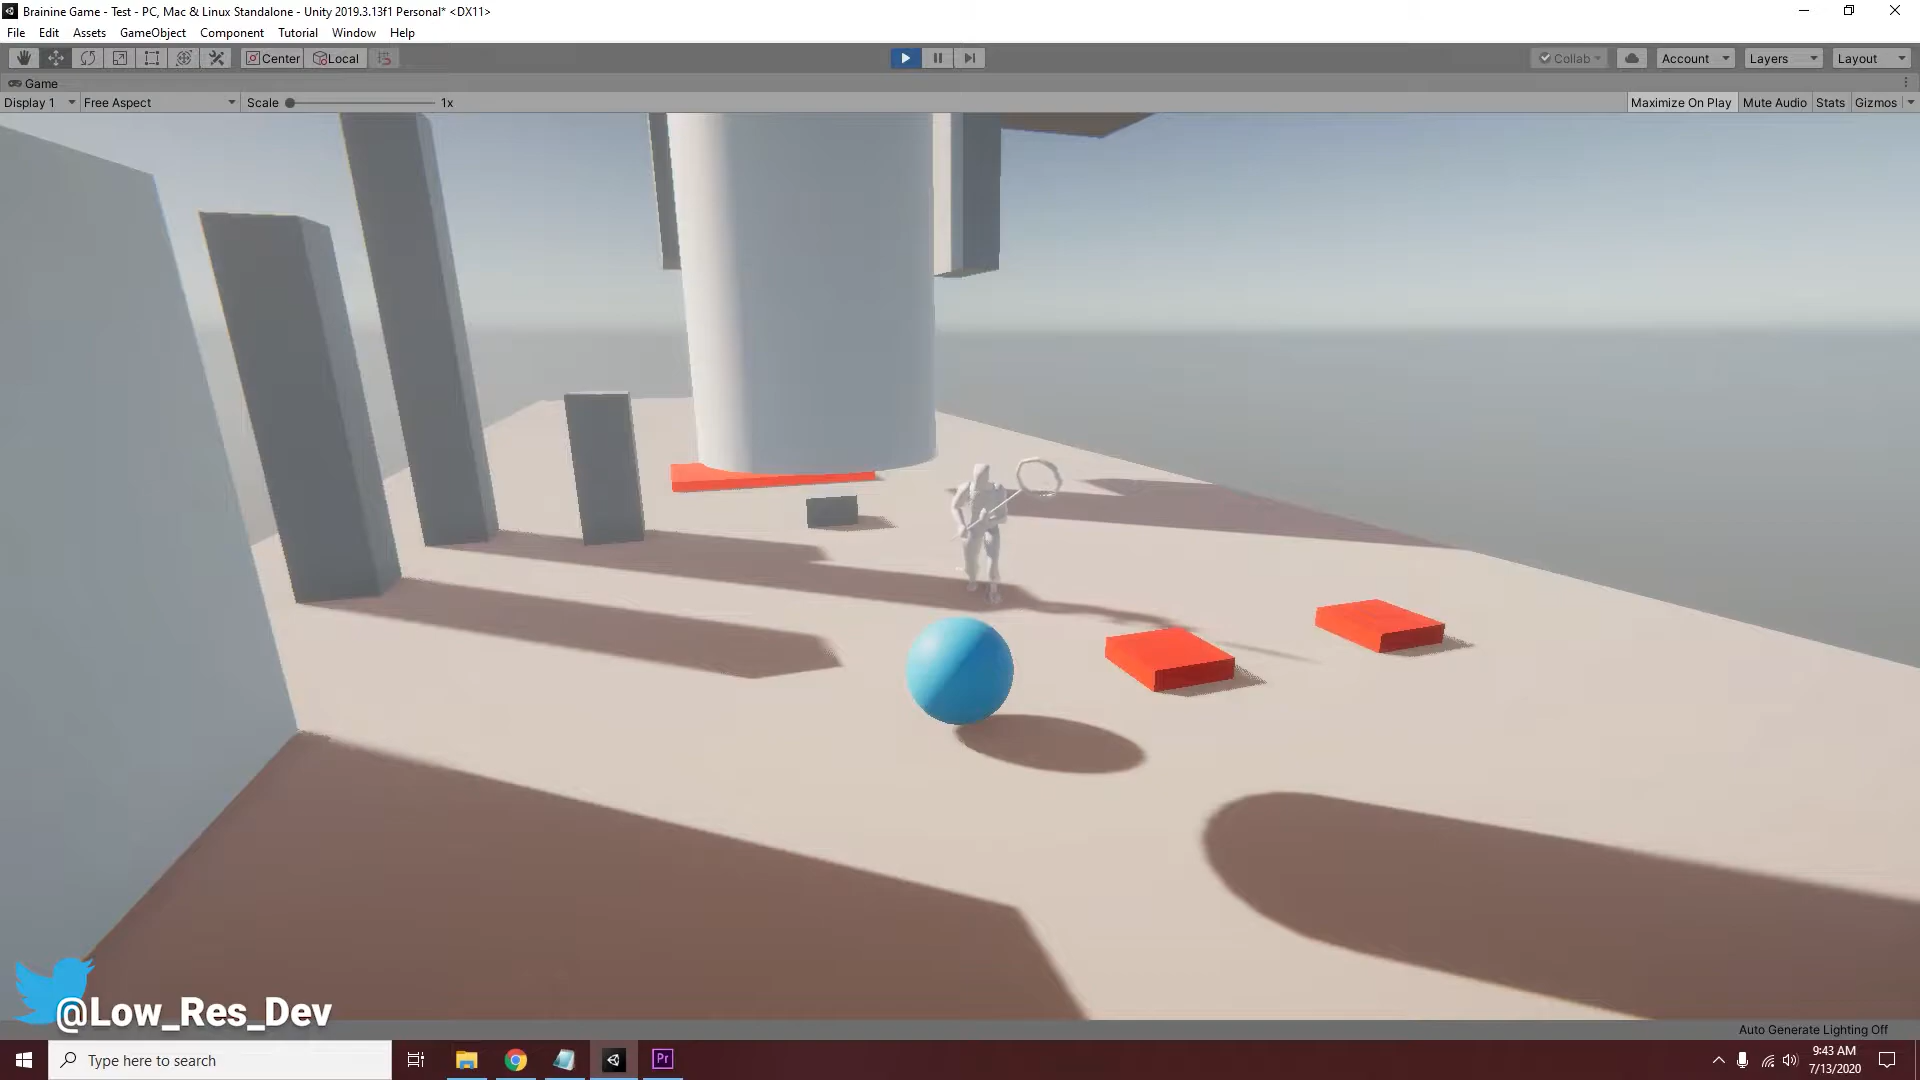 Brainine Game - Test - PC, Mac & Linux Standalone - Unity 2019.3.13f1 Personal* <DX11>
File Edit Assets GameObject Component Tutorial Window Help
Center Local Collab Account Layers Layout
Game
Display 1 Free Aspect Scale 1x Maximize On Play Mute Audio Stats Gizmos
@Low_Res_Dev
Auto Generate Lighting Off
Type here to search
Pr
9:43 AM
7/13/2020